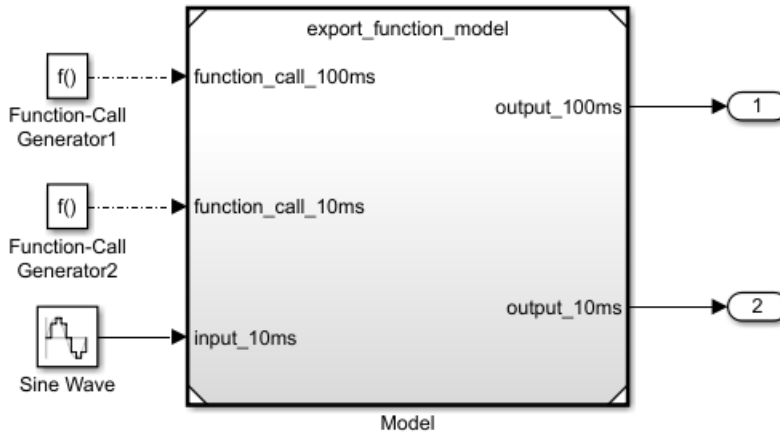 export_function_model
f()
function_call_100ms
Function-Call
Generator1
output_100ms
1
f()
function_call_10ms
Function-Call
Generator2
output_10ms
2
input_10ms
Sine Wave
Model